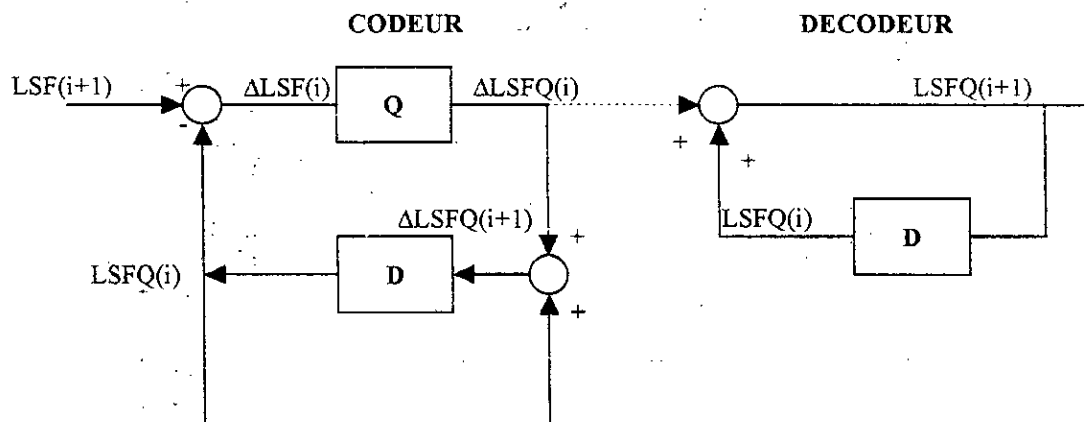 CODEUR
DECODEUR
LSF(i+1)
+
-
ΔLSF(i)
Q
ΔLSFQ(i)
+
+
LSFQ(i+1)
LSFQ(i)
D
ΔLSFQ(i+1)
+
LSFQ(i)
D
+